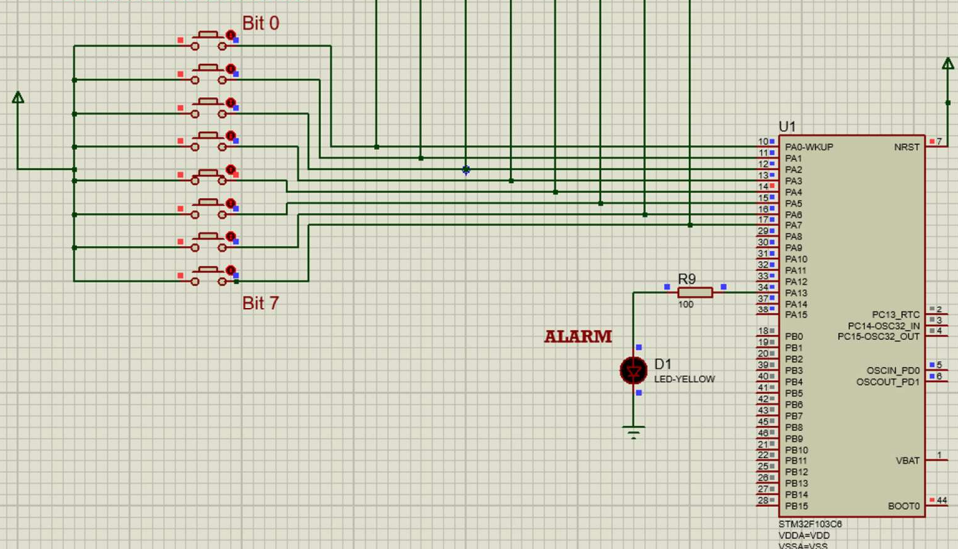 Bit 0
Bit 7
ALARM
R9
100
D1
LED-YELLOW
U1
10 PA0-WKUP NRST 7
11 PA1
12 PA2
13 PA3
14 PA4
15 PA5
16 PA6
17 PA7
29 PA8
30 PA9
31 PA10
32 PA11
33 PA12
34 PA13
37 PA14
38 PA15 PC13_RTC 2
PC14-OSC32_IN 3
18 PB0 PC15-OSC32_OUT 4
19 PB1
20 PB2
39 PB3 OSCIN_PD0 5
40 PB4 OSCOUT_PD1 6
41 PB5
42 PB6
43 PB7
45 PB8
46 PB9
21 PB10
22 PB11 VBAT 1
25 PB12
26 PB13
27 PB14
28 PB15 BOOT0 44
STM32F103C6
VDDA=VDD
VSSA=VSS